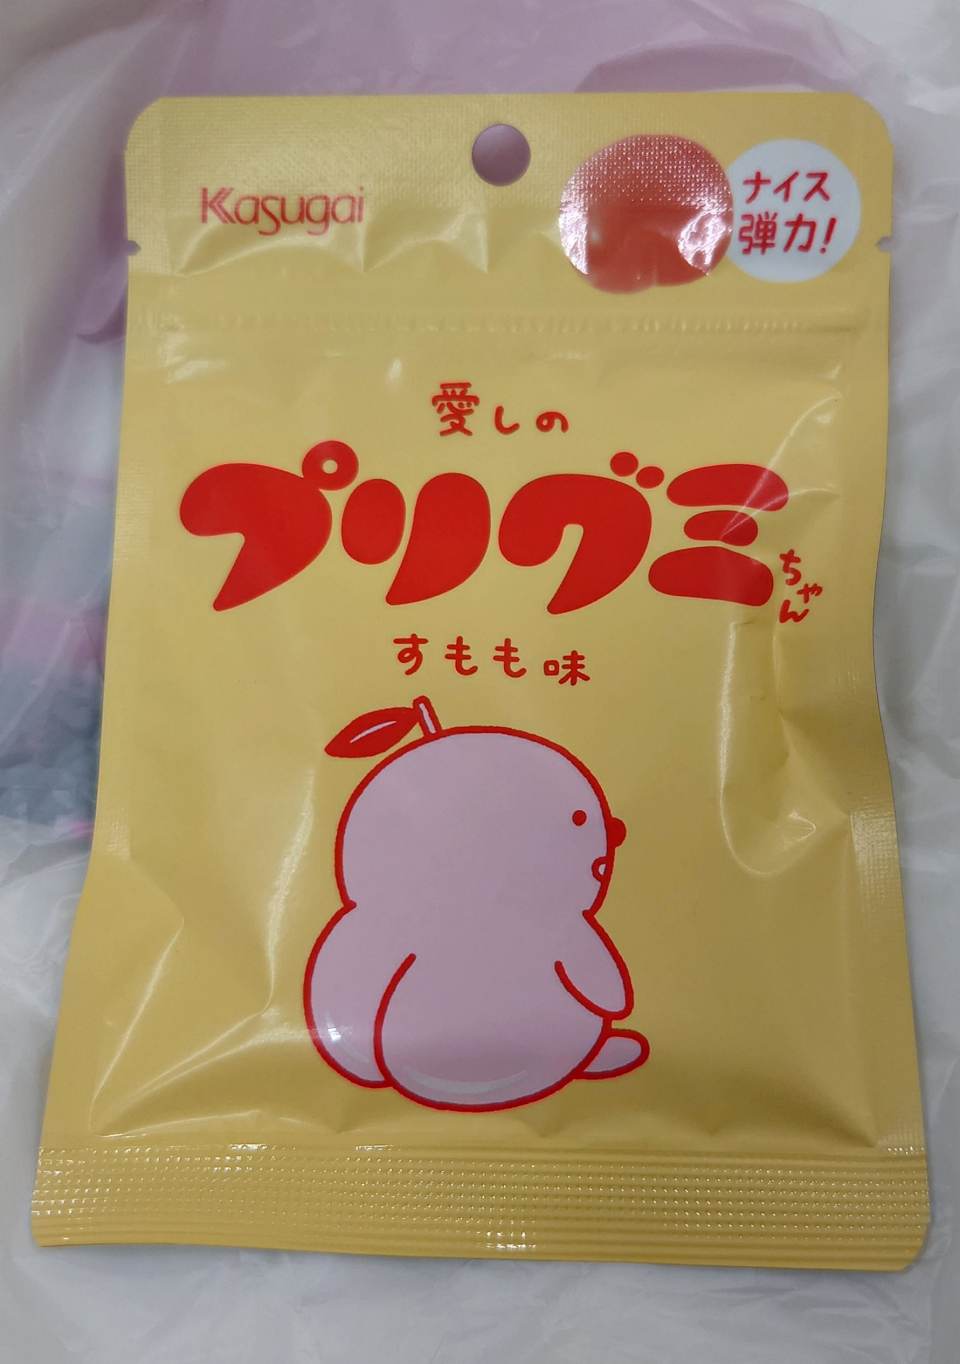 Kasugai
ナイス
弾力!
愛しの
プリグミちゃん
すもも味